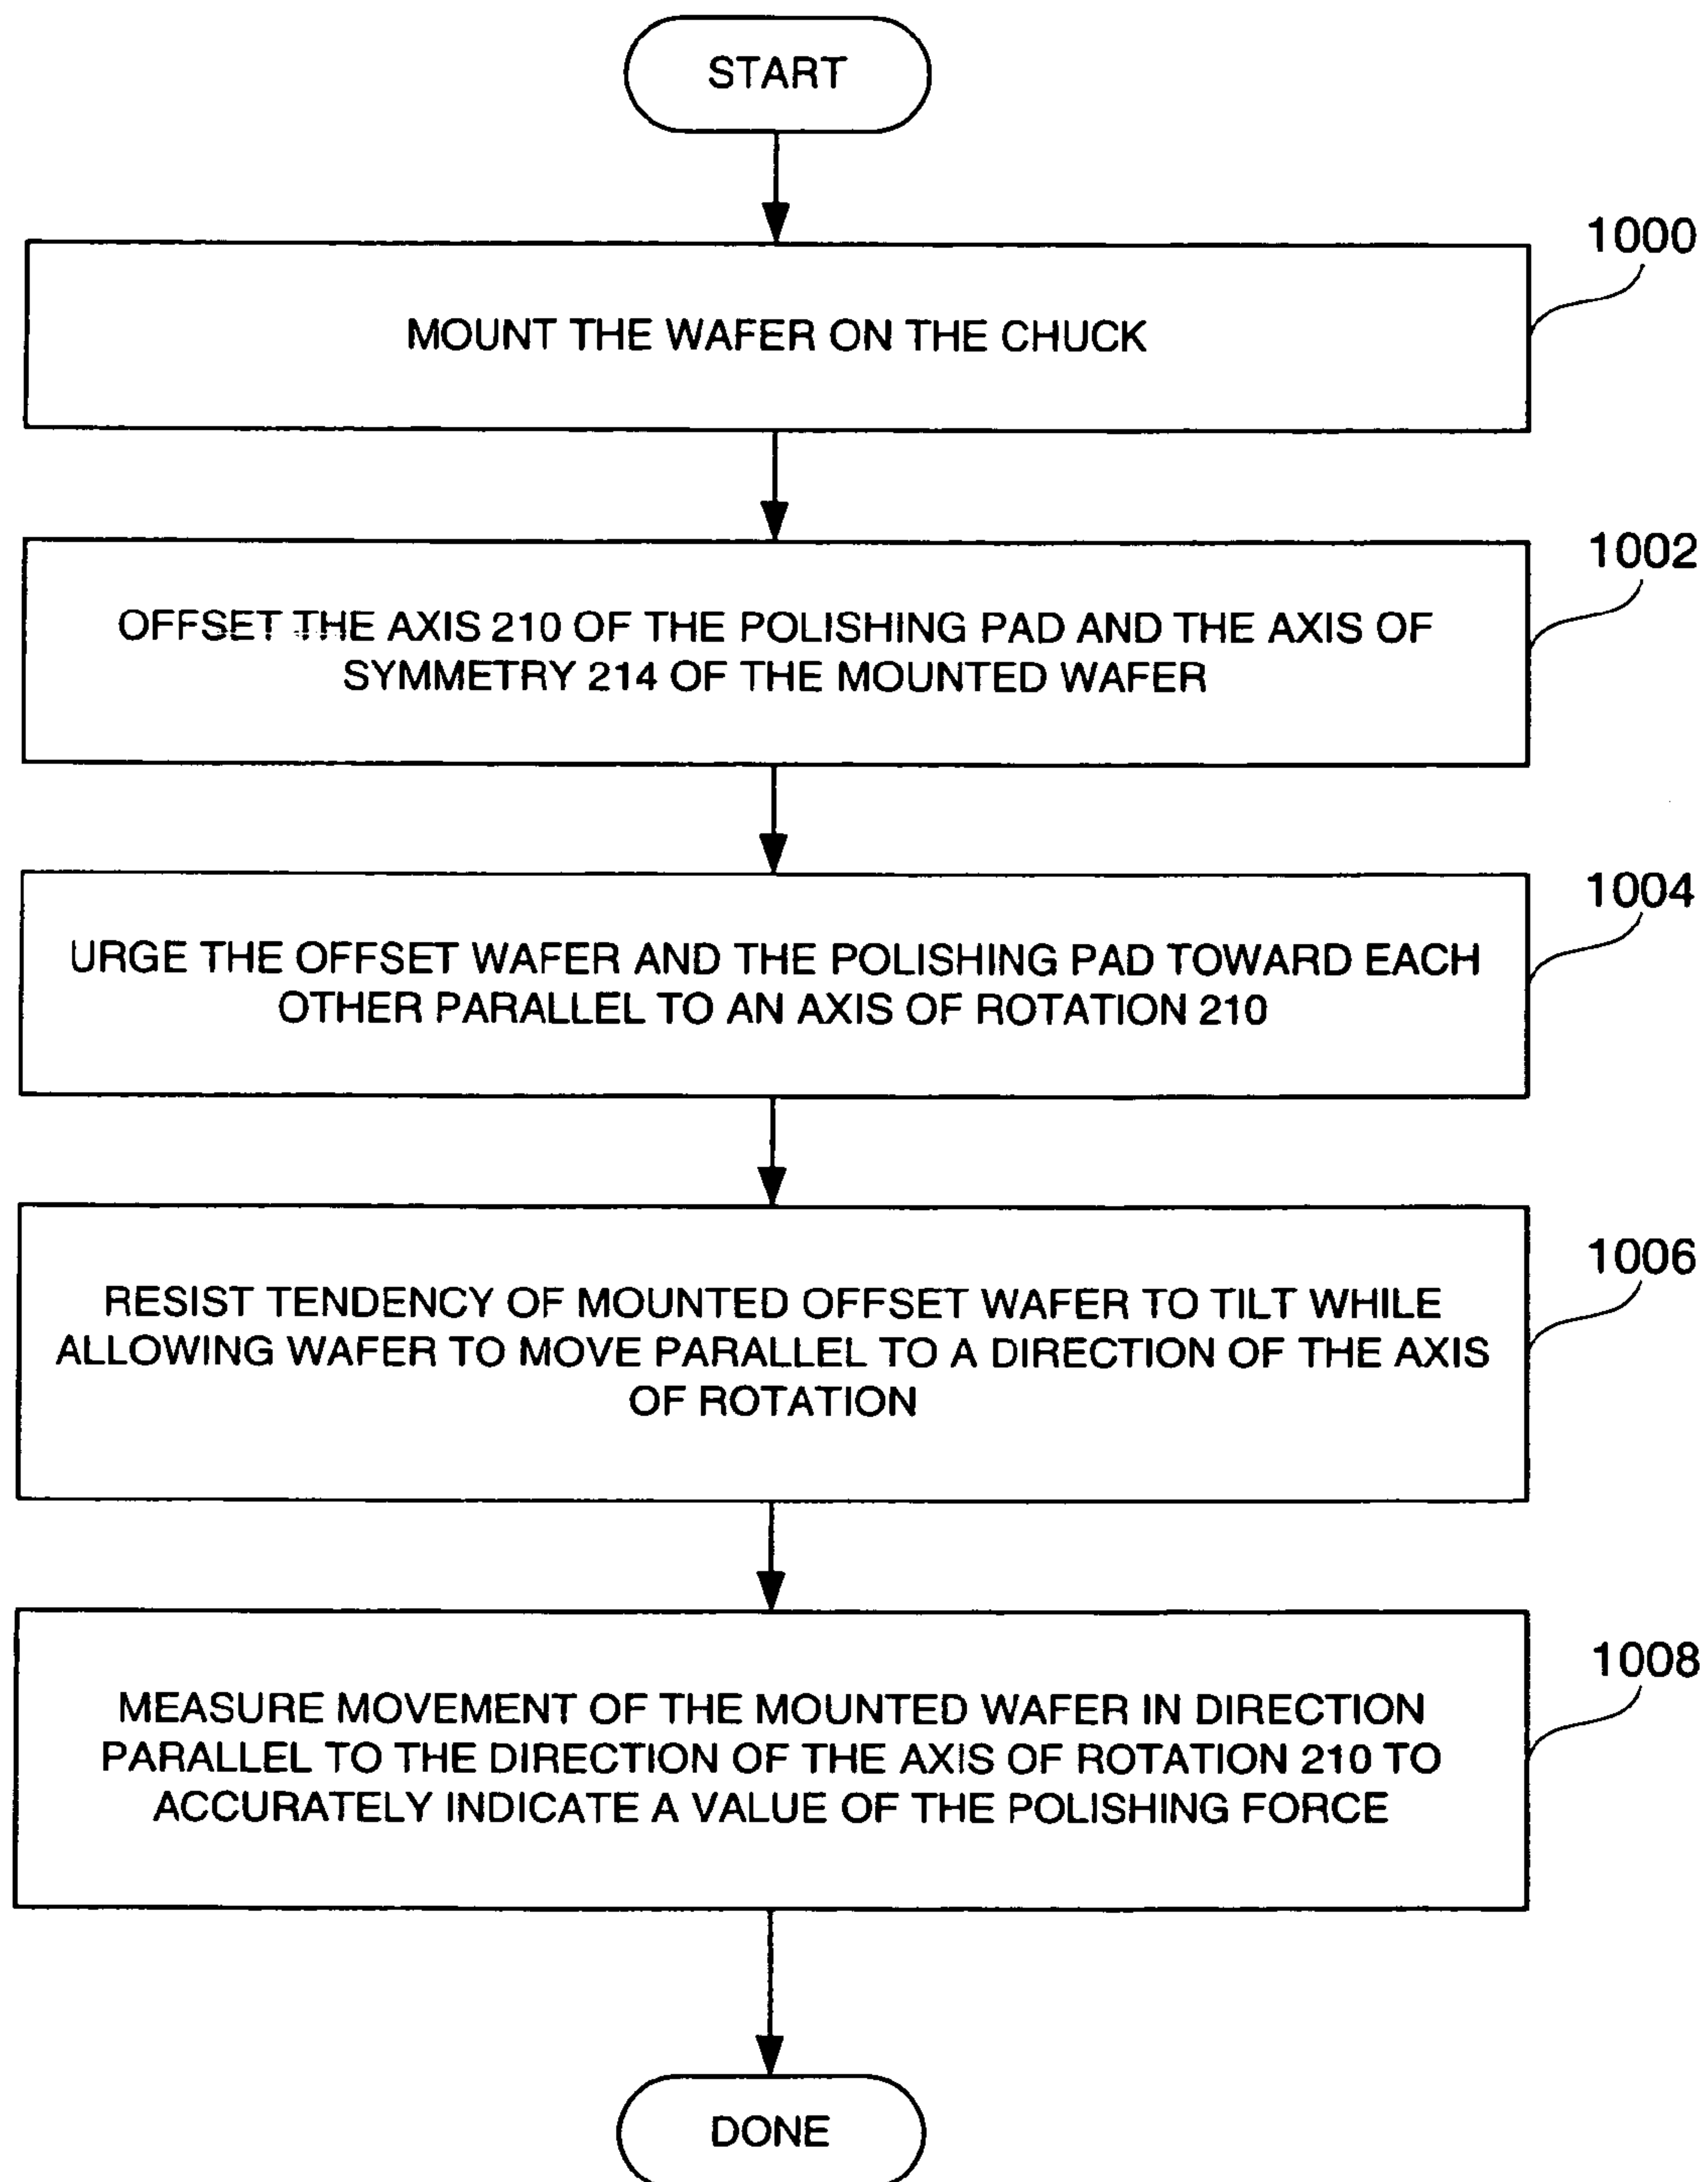 START
1000
MOUNT THE WAFER ON THE CHUCK
1002
OFFSET THE AXIS 210 OF THE POLISHING PAD AND THE AXIS OF
SYMMETRY 214 OF THE MOUNTED WAFER
1004
URGE THE OFFSET WAFER AND THE POLISHING PAD TOWARD EACH
OTHER PARALLEL TO AN AXIS OF ROTATION 210
1006
RESIST TENDENCY OF MOUNTED OFFSET WAFER TO TILT WHILE
ALLOWING WAFER TO MOVE PARALLEL TO A DIRECTION OF THE AXIS
OF ROTATION
1008
MEASURE MOVEMENT OF THE MOUNTED WAFER IN DIRECTION
PARALLEL TO THE DIRECTION OF THE AXIS OF ROTATION 210 TO
ACCURATELY INDICATE A VALUE OF THE POLISHING FORCE
DONE